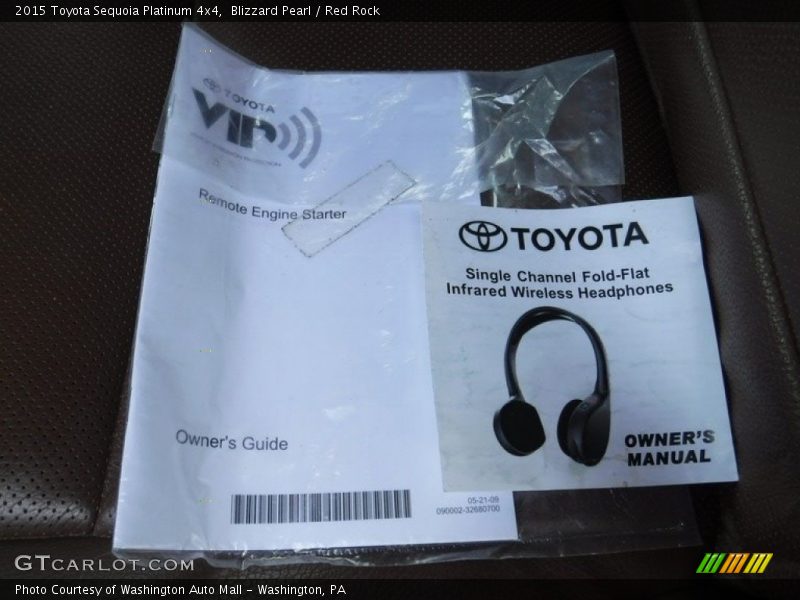 2015 Toyota Sequoia Platinum 4x4, Blizzard Pearl / Red Rock
TOYOTA
VIP
Remote Engine Starter
Owner's Guide
05-21-09
090002-32680700
TOYOTA
Single Channel Fold-Flat
Infrared Wireless Headphones
OWNER'S
MANUAL
GTCARLOT.COM
Photo Courtesy of Washington Auto Mall - Washington, PA